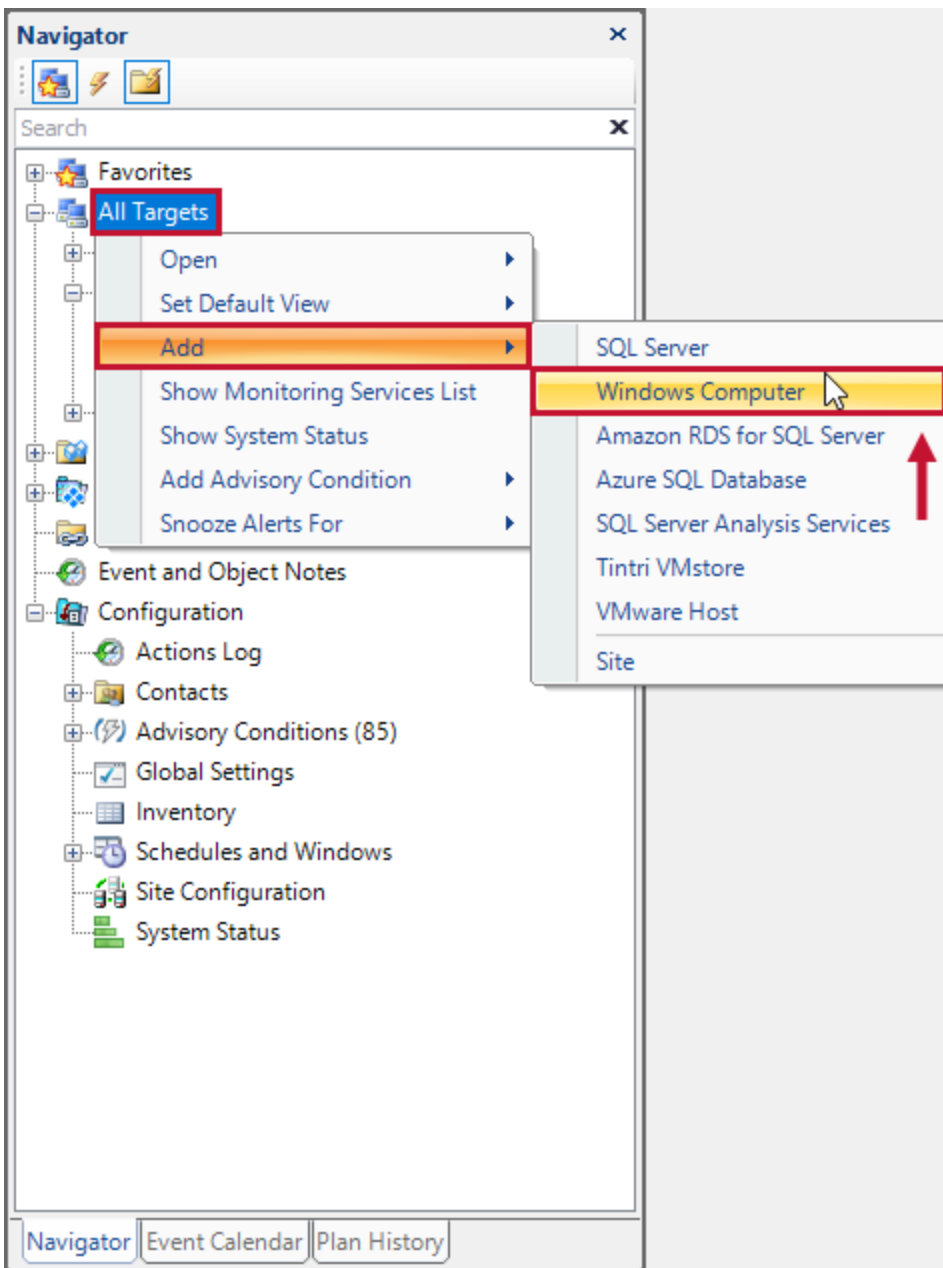 Navigator
Search
Favorites
All Targets
Open
Set Default View
Add
SQL Server
Show Monitoring Services List
Windows Computer
Show System Status
Amazon RDS for SQL Server
Add Advisory Condition
Azure SQL Database
Snooze Alerts For
SQL Server Analysis Services
Event and Object Notes
Tintri VMstore
Configuration
VMware Host
Actions Log
Site
Contacts
Advisory Conditions (85)
Global Settings
Inventory
Schedules and Windows
Site Configuration
System Status
Navigator Event Calendar Plan History